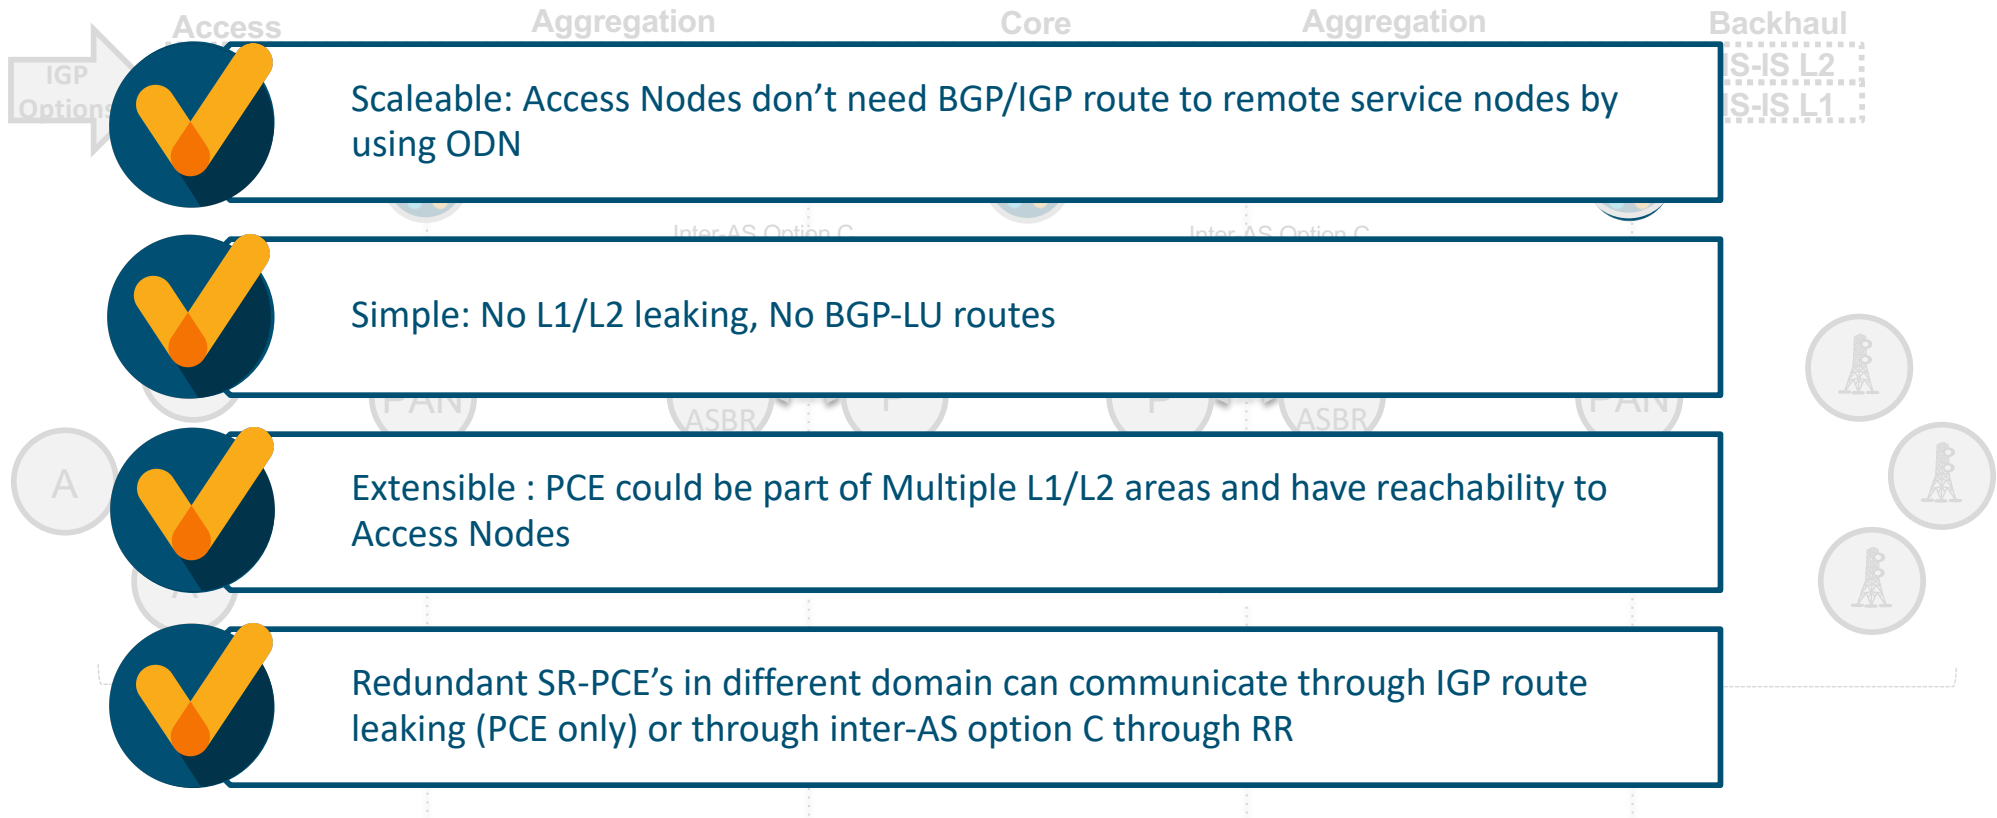 Access
Aggregation
Core
Aggregation
Backhaul
IGP
Options
IS-IS L2
IS-IS L1
Scaleable: Access Nodes don’t need BGP/IGP route to remote service nodes by
using ODN
Inter-AS Option C
Inter-AS Option C
Simple: No L1/L2 leaking, No BGP-LU routes
PAN
ASBR
P
P
ASBR
PAN
A
Extensible : PCE could be part of Multiple L1/L2 areas and have reachability to
Access Nodes
A
Redundant SR-PCE’s in different domain can communicate through IGP route
leaking (PCE only) or through inter-AS option C through RR